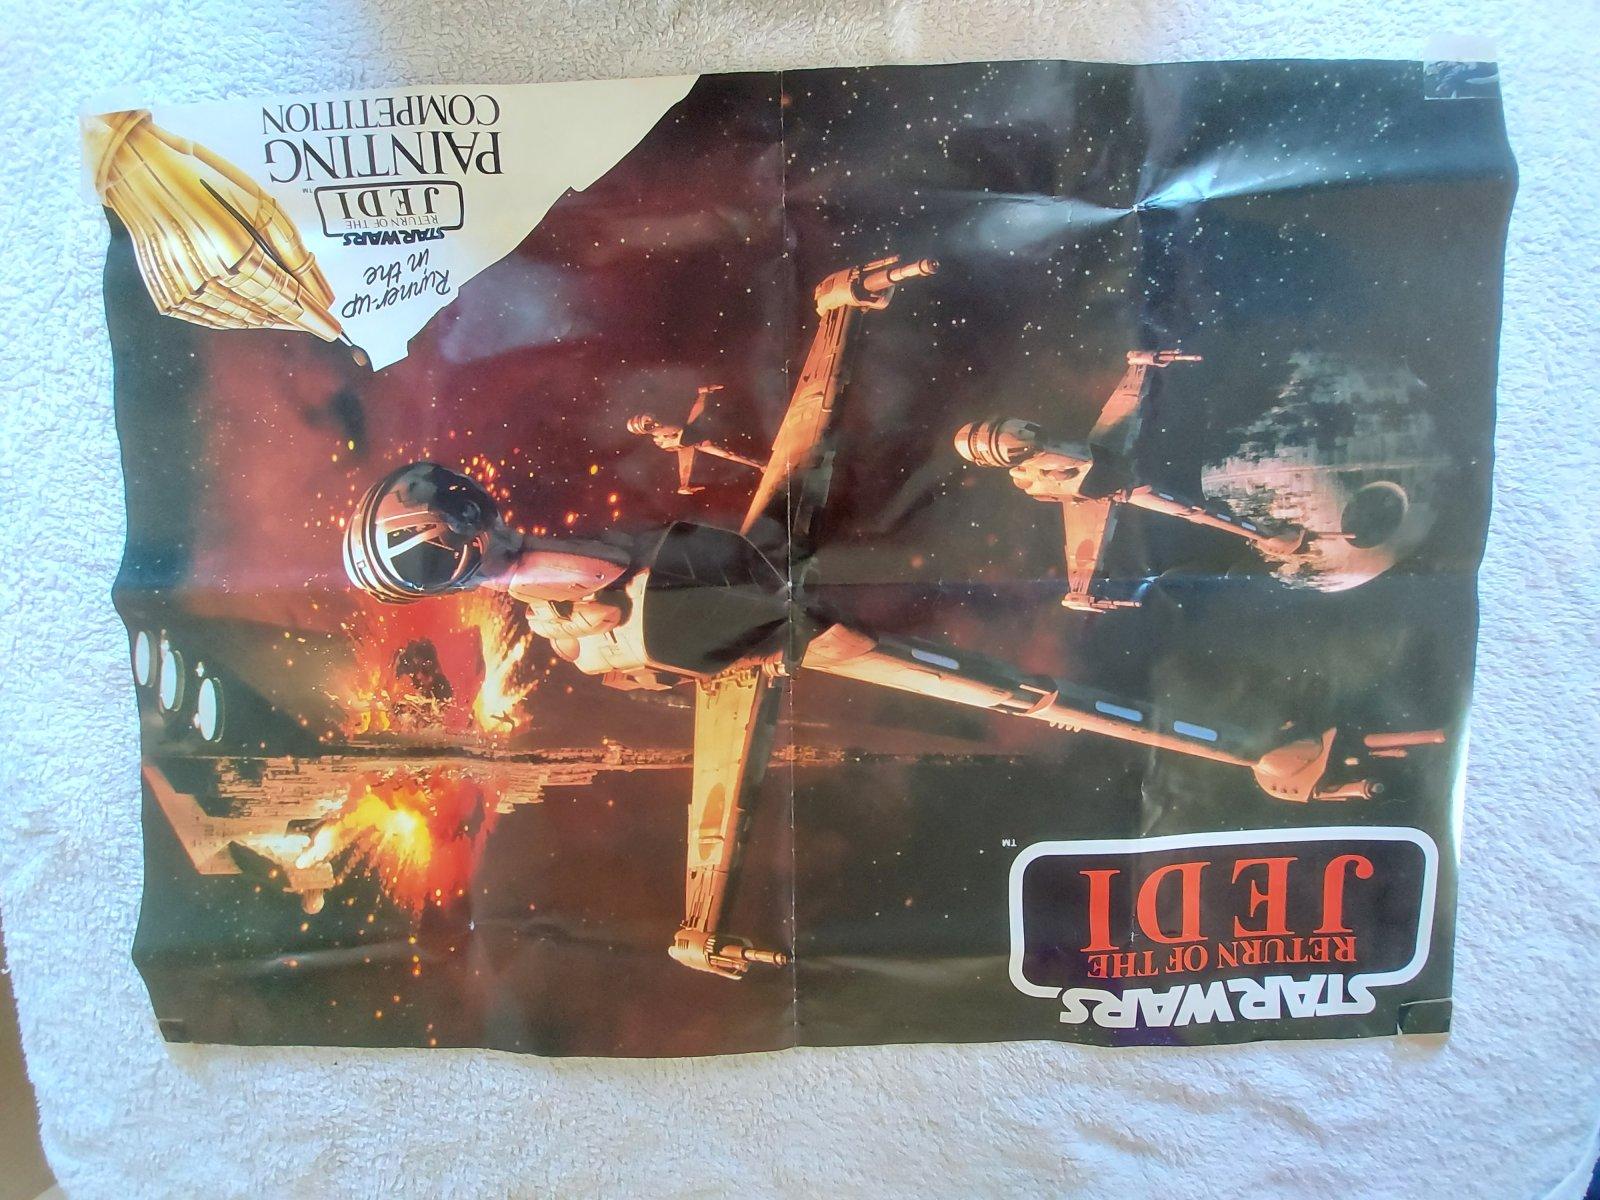 STAR WARS
RETURN OF THE
JEDI
TM
Runner-up
in the
STAR WARS
RETURN OF THE
JEDI
TM
PAINTING
COMPETITION